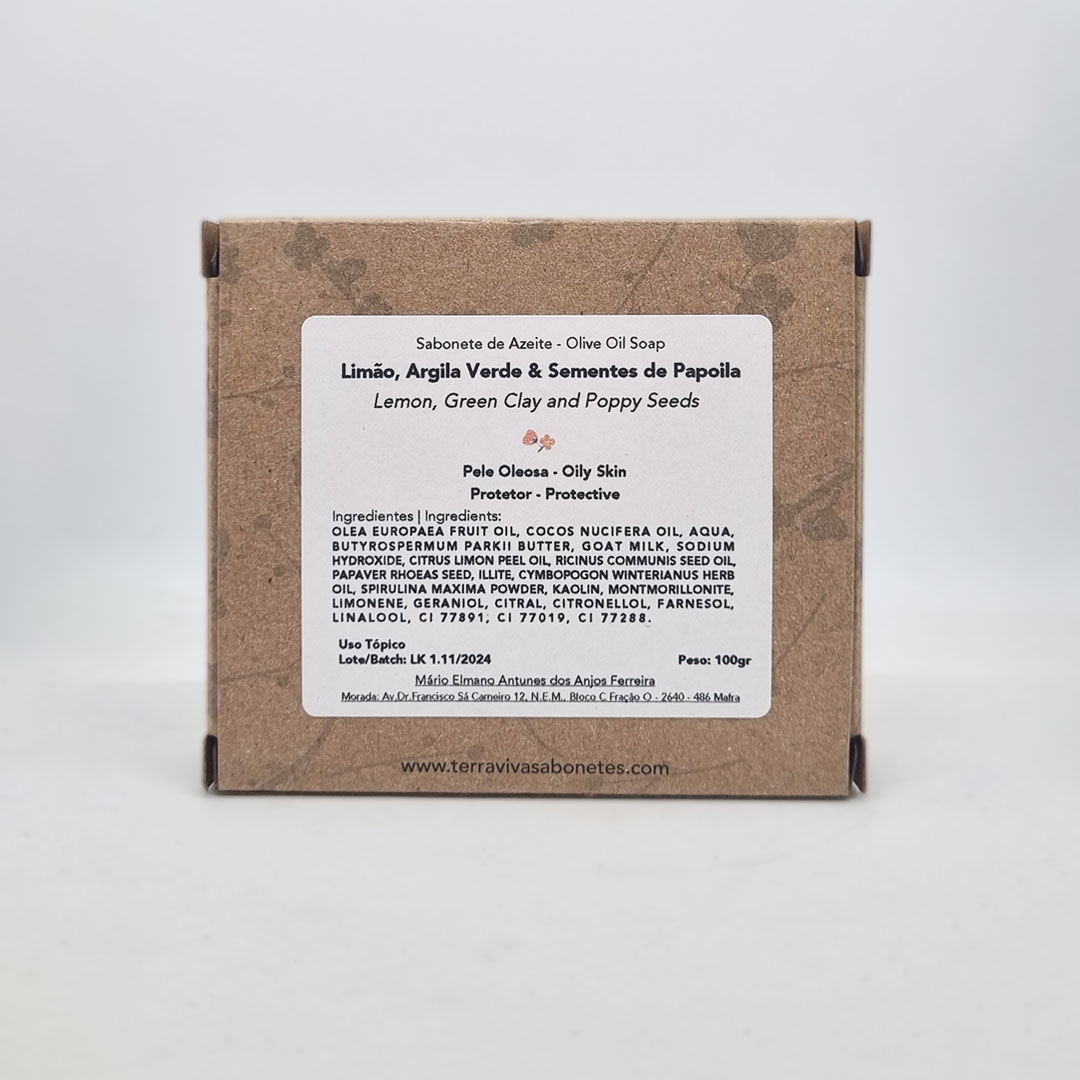 Sabonete de Azeite - Olive Oil Soap
Limão, Argila Verde & Sementes de Papoila
Lemon, Green Clay and Poppy Seeds
Pele Oleosa - Oily Skin
Protetor - Protective
Ingredientes | Ingredients:
OLEA EUROPAEA FRUIT OIL, COCOS NUCIFERA OIL, AQUA,
BUTYROSPERMUM PARKII BUTTER, GOAT MILK, SODIUM
HYDROXIDE, CITRUS LIMON PEEL OIL, RICINUS COMMUNIS SEED OIL,
PAPAVER RHOEAS SEED, ILLITE, CYMBOPOGON WINTERIANUS HERB
OIL, SPIRULINA MAXIMA POWDER, KAOLIN, MONTMORILLONITE,
LIMONENE, GERANIOL, CITRAL, CITRONELLOL, FARNESOL,
LINALOOL, CI 77891, CI 77019, CI 77288.
Uso Tópico
Lote/Batch: LK 1.11/2024 Peso: 100gr
Mário Elmano Antunes dos Anjos Ferreira
Morada: Av.Dr.Francisco Sá Carneiro 12, N.E.M., Bloco C Fração O - 2640 - 486 Mafra
www.terravivasabonetes.com